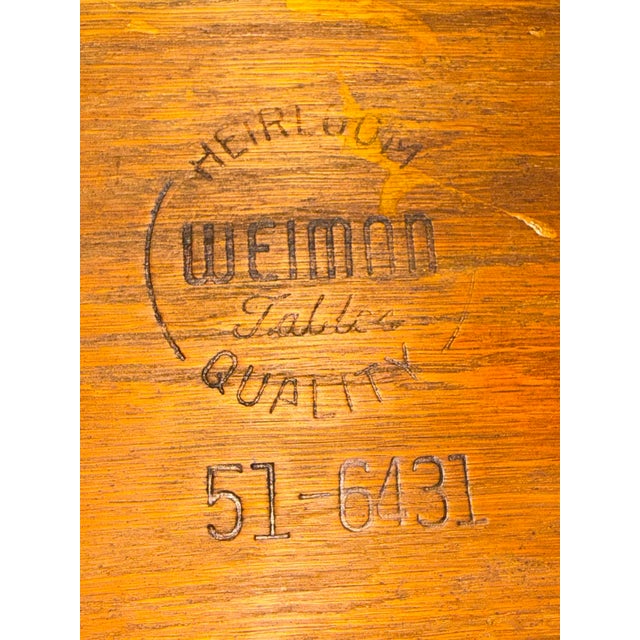 HEIRLOOM
WEIMAN
Tables
QUALITY
51-6431